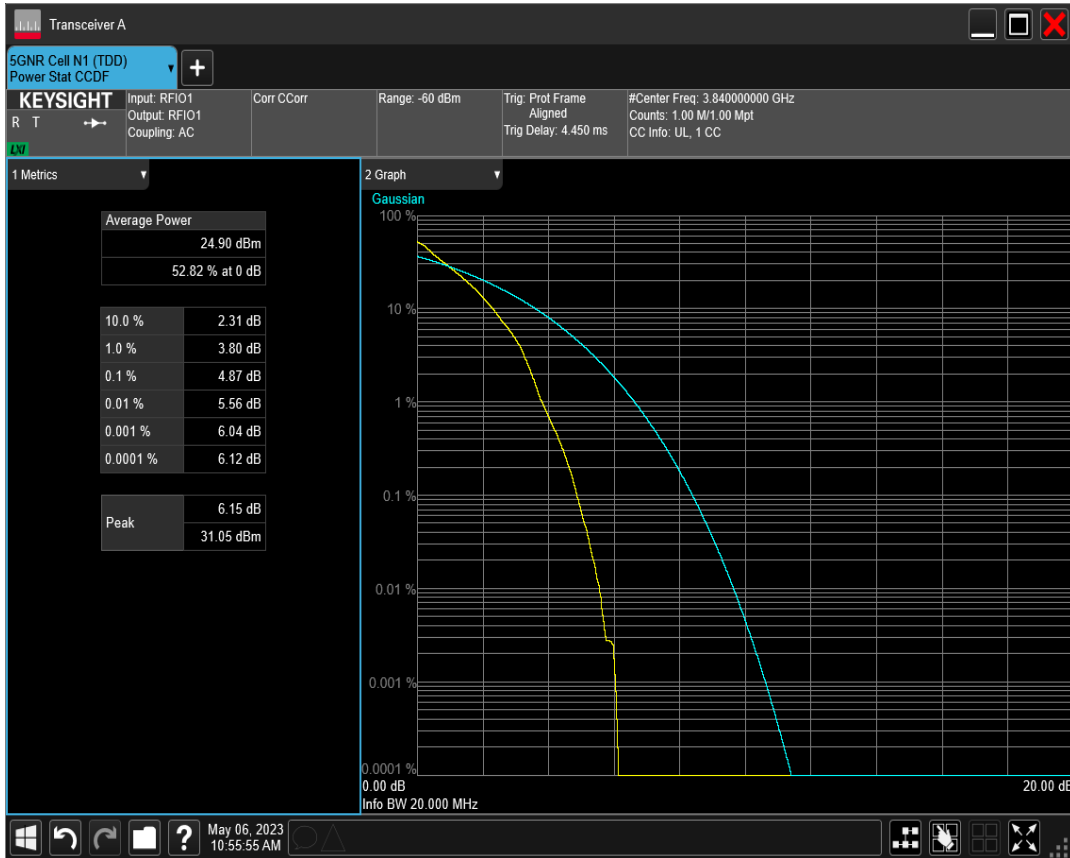 Transceiver A
5GNR Cell N1 (TDD)
Power Stat CCDF
+
KEYSIGHT
R T
LXI
Input: RFIO1
Output: RFIO1
Coupling: AC
Corr CCorr
Range: -60 dBm
Trig: Prot Frame
Aligned
Trig Delay: 4.450 ms
#Center Freq: 3.840000000 GHz
Counts: 1.00 M/1.00 Mpt
CC Info: UL, 1 CC
1 Metrics
Average Power
24.90 dBm
52.82 % at 0 dB
10.0 % 2.31 dB
1.0 % 3.80 dB
0.1 % 4.87 dB
0.01 % 5.56 dB
0.001 % 6.04 dB
0.0001 % 6.12 dB
Peak
6.15 dB
31.05 dBm
2 Graph
Gaussian
100 %
10 %
1 %
0.1 %
0.01 %
0.001 %
0.0001 %
0.00 dB 20.00 dB
Info BW 20.000 MHz
?
May 06, 2023
10:55:55 AM